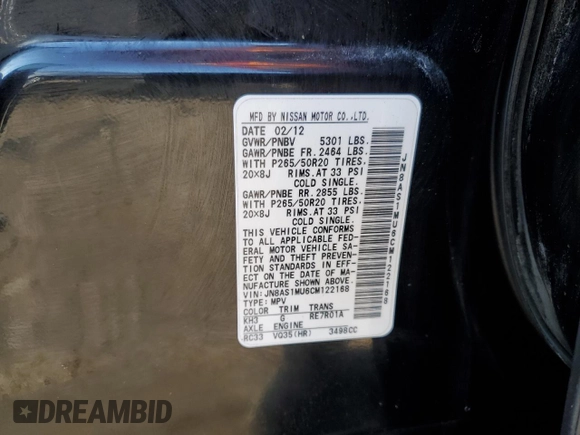 MFD BY NISSAN MOTOR CO.,LTD.
DATE 02/12
GVWR/PNBV 5301 LBS.
GAWR/PNBE FR. 2464 LBS.
WITH P265/50R20 TIRES,
20X8J RIMS.AT 33 PSI
COLD SINGLE.
GAWR/PNBE RR. 2855 LBS.
WITH P265/50R20 TIRES,
20X8J RIMS.AT 33 PSI
COLD SINGLE.
THIS VEHICLE CONFORMS
TO ALL APPLICABLE FED-
ERAL MOTOR VEHICLE SA-
FETY AND THEFT PREVEN-
TION STANDARDS IN EFF-
ECT ON THE DATE OF MA-
NUFACTURE SHOWN ABOVE.
VIN:JN8AS1MU6CM122168
TYPE:MPV
COLOR TRIM TRANS
KH3 G RE7R01A
AXLE ENGINE
RC33 VQ35(HR) 3498CC
JN8AS1MU6CM122168
DREAMBID